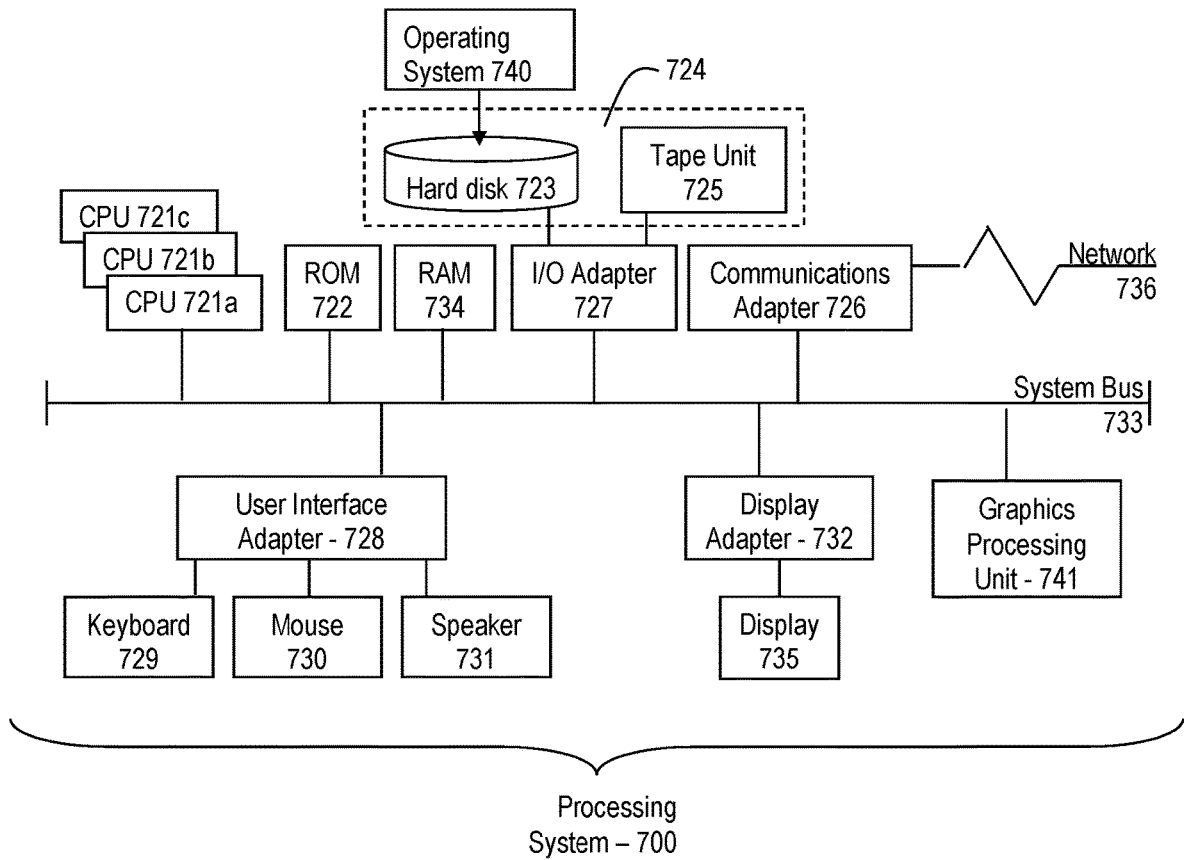 Operating
System 740
724
Hard disk 723
Tape Unit
725
CPU 721c
CPU 721b
CPU 721a
ROM
722
RAM
734
I/O Adapter
727
Communications
Adapter 726
Network
736
System Bus
733
User Interface
Adapter - 728
Display
Adapter - 732
Graphics
Processing
Unit - 741
Keyboard
729
Mouse
730
Speaker
731
Display
735
Processing
System – 700